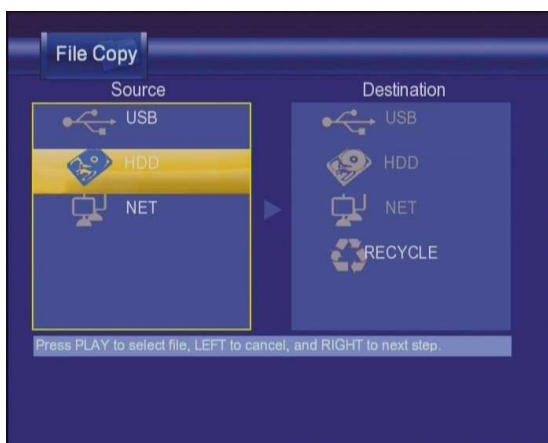 File Copy
Source
Destination
USB
HDD
NET
USB
HDD
NET
RECYCLE
Press PLAY to select file, LEFT to cancel, and RIGHT to next step.